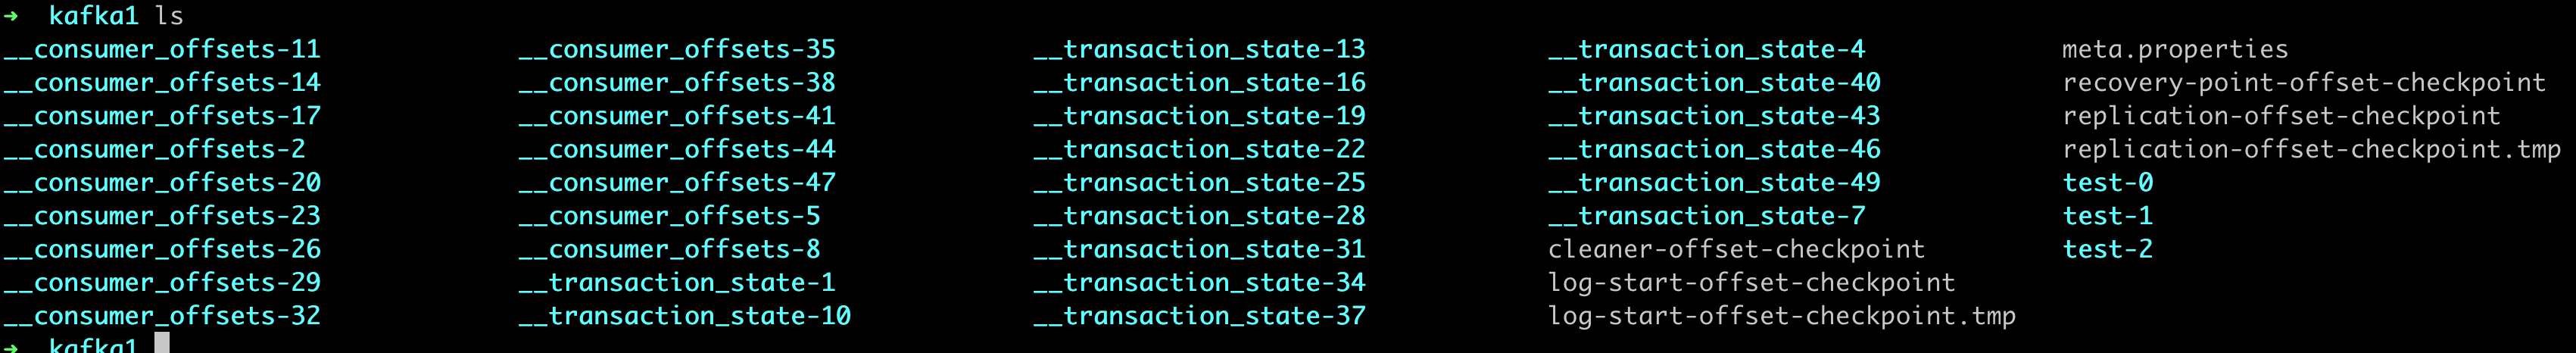 ➜  kafka1 ls
__consumer_offsets-11 __consumer_offsets-35 __transaction_state-13 __transaction_state-4 meta.properties
__consumer_offsets-14 __consumer_offsets-38 __transaction_state-16 __transaction_state-40 recovery-point-offset-checkpoint
__consumer_offsets-17 __consumer_offsets-41 __transaction_state-19 __transaction_state-43 replication-offset-checkpoint
__consumer_offsets-2 __consumer_offsets-44 __transaction_state-22 __transaction_state-46 replication-offset-checkpoint.tmp
__consumer_offsets-20 __consumer_offsets-47 __transaction_state-25 __transaction_state-49 test-0
__consumer_offsets-23 __consumer_offsets-5 __transaction_state-28 __transaction_state-7 test-1
__consumer_offsets-26 __consumer_offsets-8 __transaction_state-31 cleaner-offset-checkpoint test-2
__consumer_offsets-29 __transaction_state-1 __transaction_state-34 log-start-offset-checkpoint
__consumer_offsets-32 __transaction_state-10 __transaction_state-37 log-start-offset-checkpoint.tmp
➜  kafka1